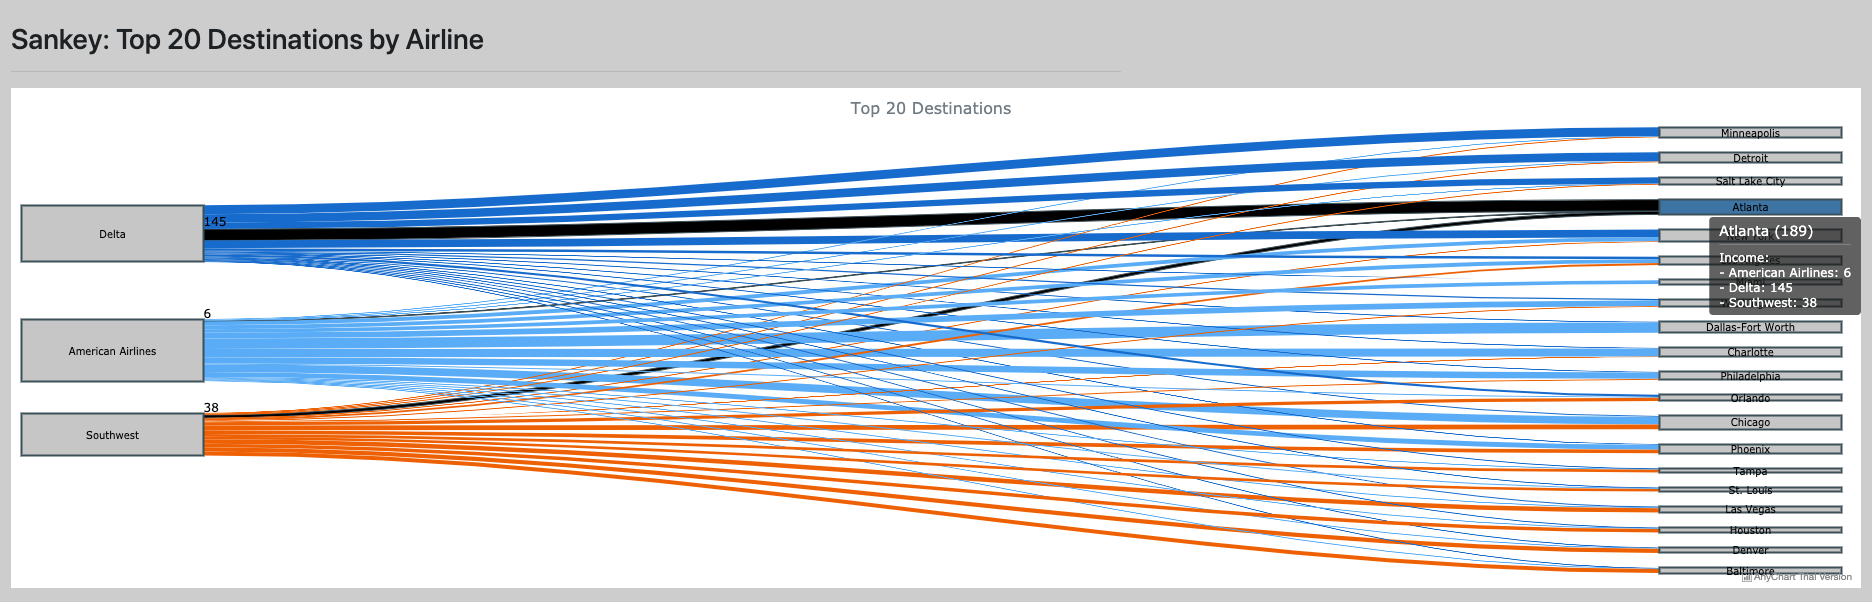 Sankey: Top 20 Destinations by Airline
Top 20 Destinations
Delta
145
American Airlines
6
Southwest
38
Minneapolis
Detroit
Salt Lake City
Atlanta
Atlanta (189)
Income:
- American Airlines: 6
- Delta: 145
- Southwest: 38
New York
Dallas-Fort Worth
Charlotte
Philadelphia
Orlando
Chicago
Phoenix
Tampa
St. Louis
Las Vegas
Houston
Denver
Baltimore
AnyChart Trial Version